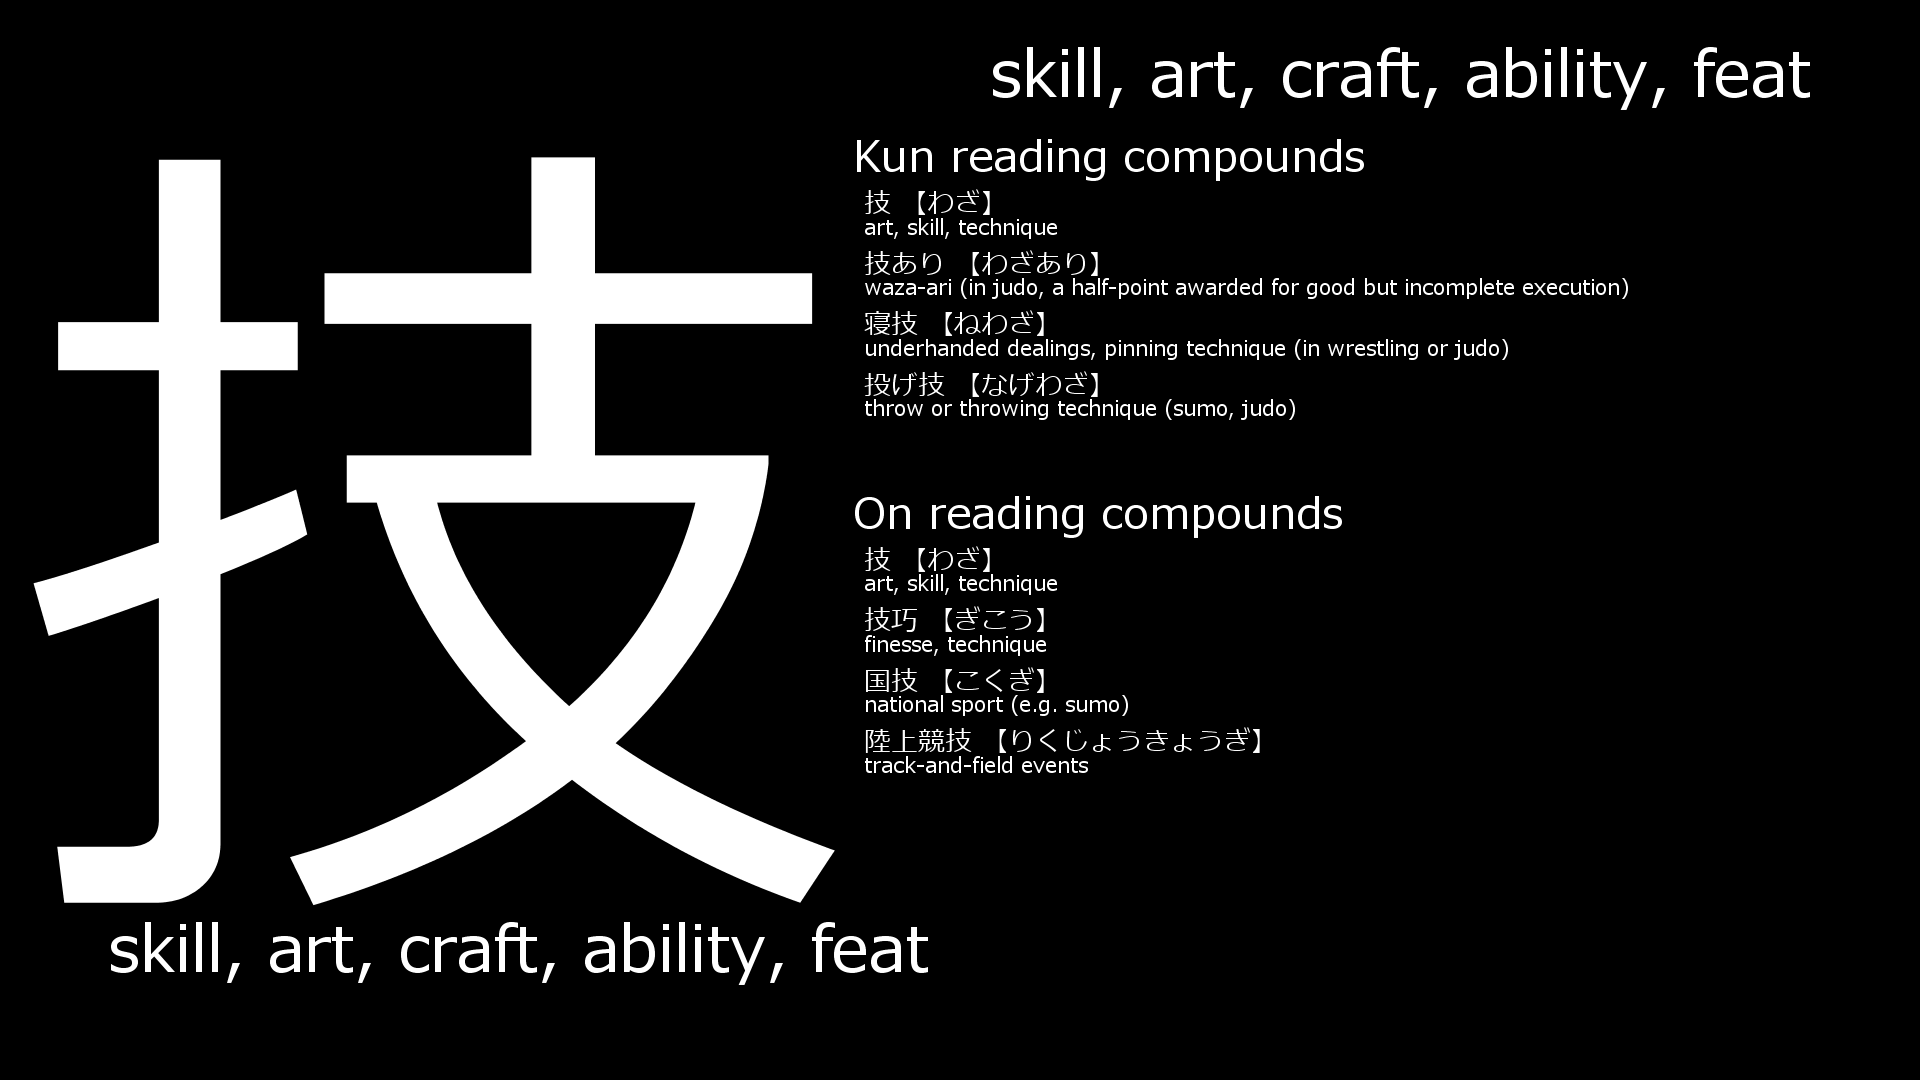 skill, art, craft, ability, feat
技
Kun reading compounds
技 【わざ】
art, skill, technique
技あり 【わざあり】
waza-ari (in judo, a half-point awarded for good but incomplete execution)
寝技 【ねわざ】
underhanded dealings, pinning technique (in wrestling or judo)
投げ技 【なげわざ】
throw or throwing technique (sumo, judo)
On reading compounds
技 【わざ】
art, skill, technique
技巧 【ぎこう】
finesse, technique
国技 【こくぎ】
national sport (e.g. sumo)
陸上競技 【りくじょうきょうぎ】
track-and-field events
skill, art, craft, ability, feat